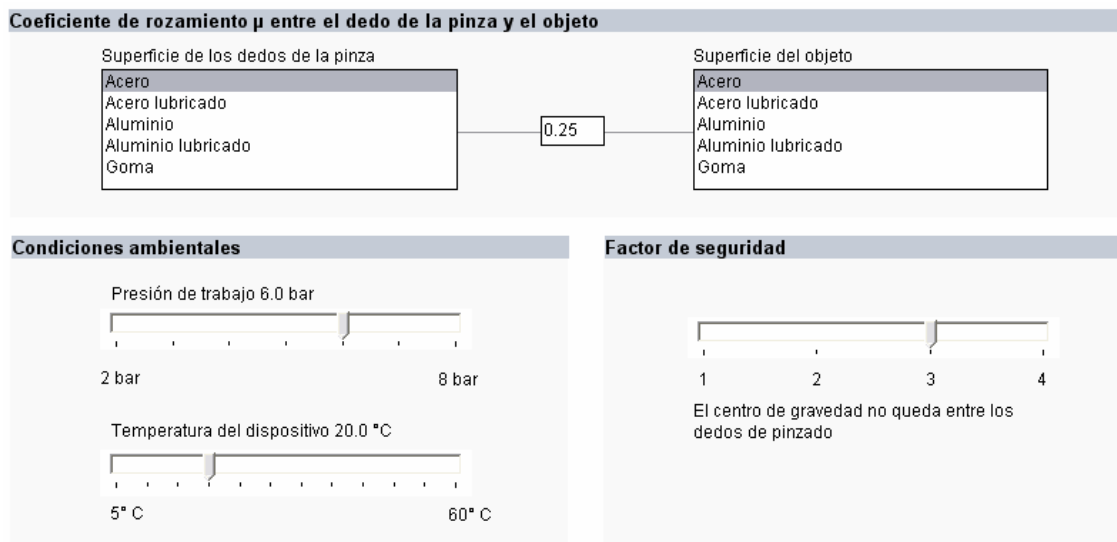 Coeficiente de rozamiento µ entre el dedo de la pinza y el objeto
Superficie de los dedos de la pinza
Acero
Acero lubricado
Aluminio
Aluminio lubricado
Goma
0.25
Superficie del objeto
Acero
Acero lubricado
Aluminio
Aluminio lubricado
Goma
Condiciones ambientales
Presión de trabajo 6.0 bar
2 bar 8 bar
Temperatura del dispositivo 20.0 °C
5° C 60° C
Factor de seguridad
1 2 3 4
El centro de gravedad no queda entre los
dedos de pinzado